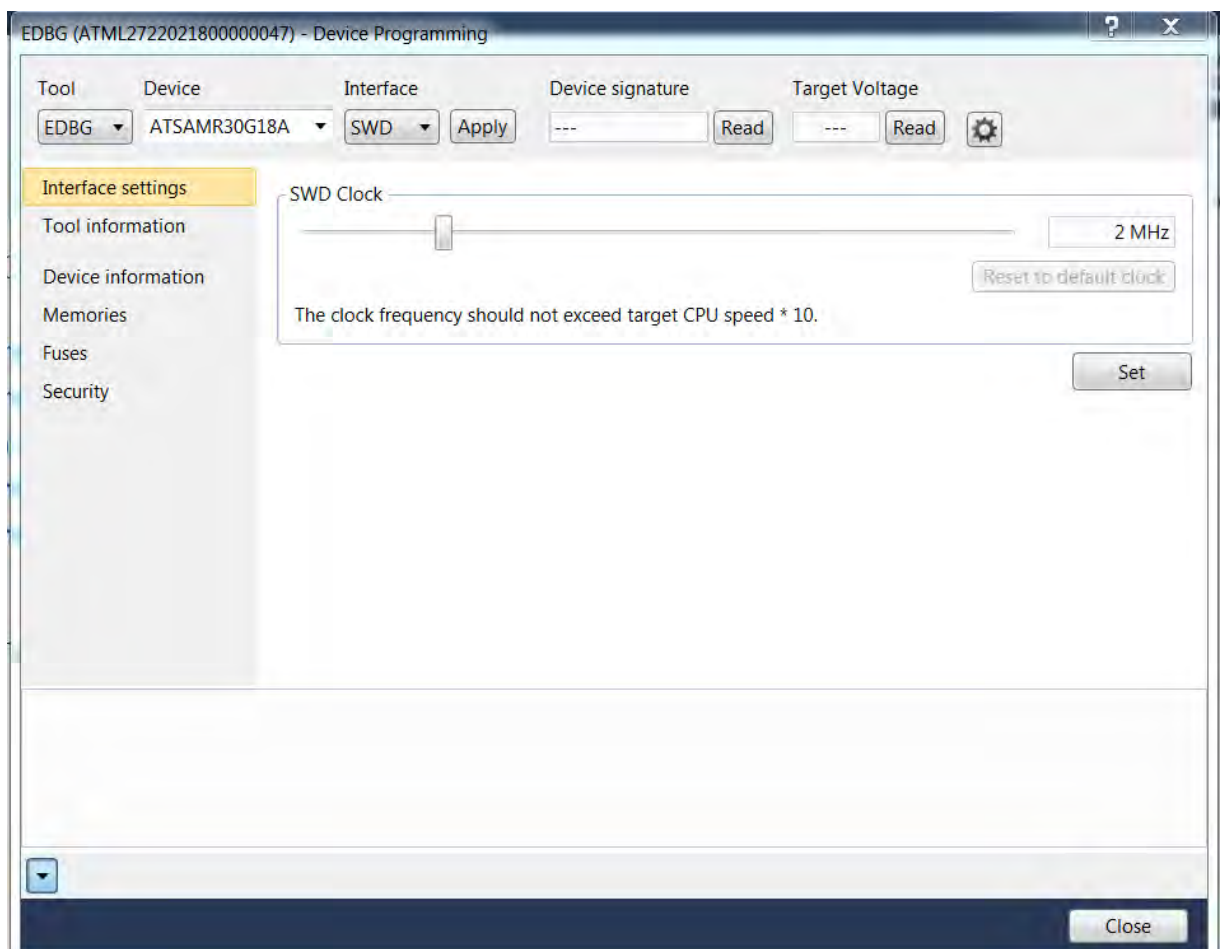 EDBG (ATML2722021800000047) - Device Programming
Tool Device Interface Device signature Target Voltage
EDBG ATSAMR30G18A SWD Apply --- Read --- Read
Interface settings
Tool information
Device information
Memories
Fuses
Security
SWD Clock
2 MHz
Reset to default clock
The clock frequency should not exceed target CPU speed * 10.
Set
Close